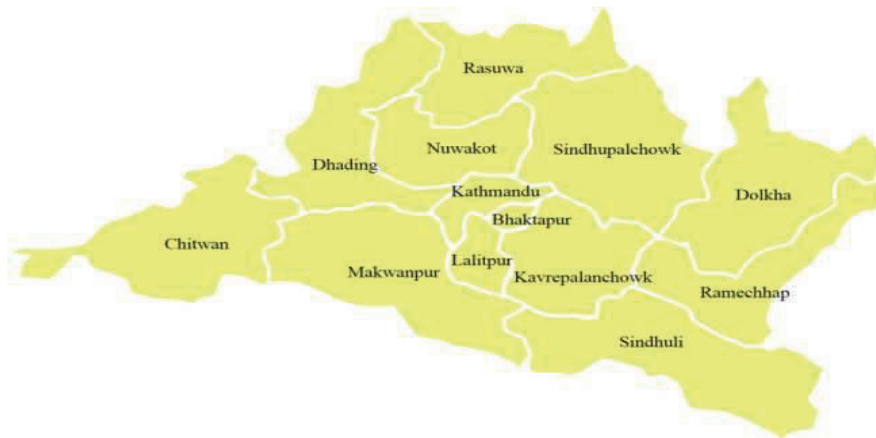 Rasuwa
Nuwakot
Sindhupalchowk
Dhading
Kathmandu
Dolkha
Bhaktapur
Chitwan
Lalitpur
Makwanpur
Kavrepalanchowk
Ramechhap
Sindhuli